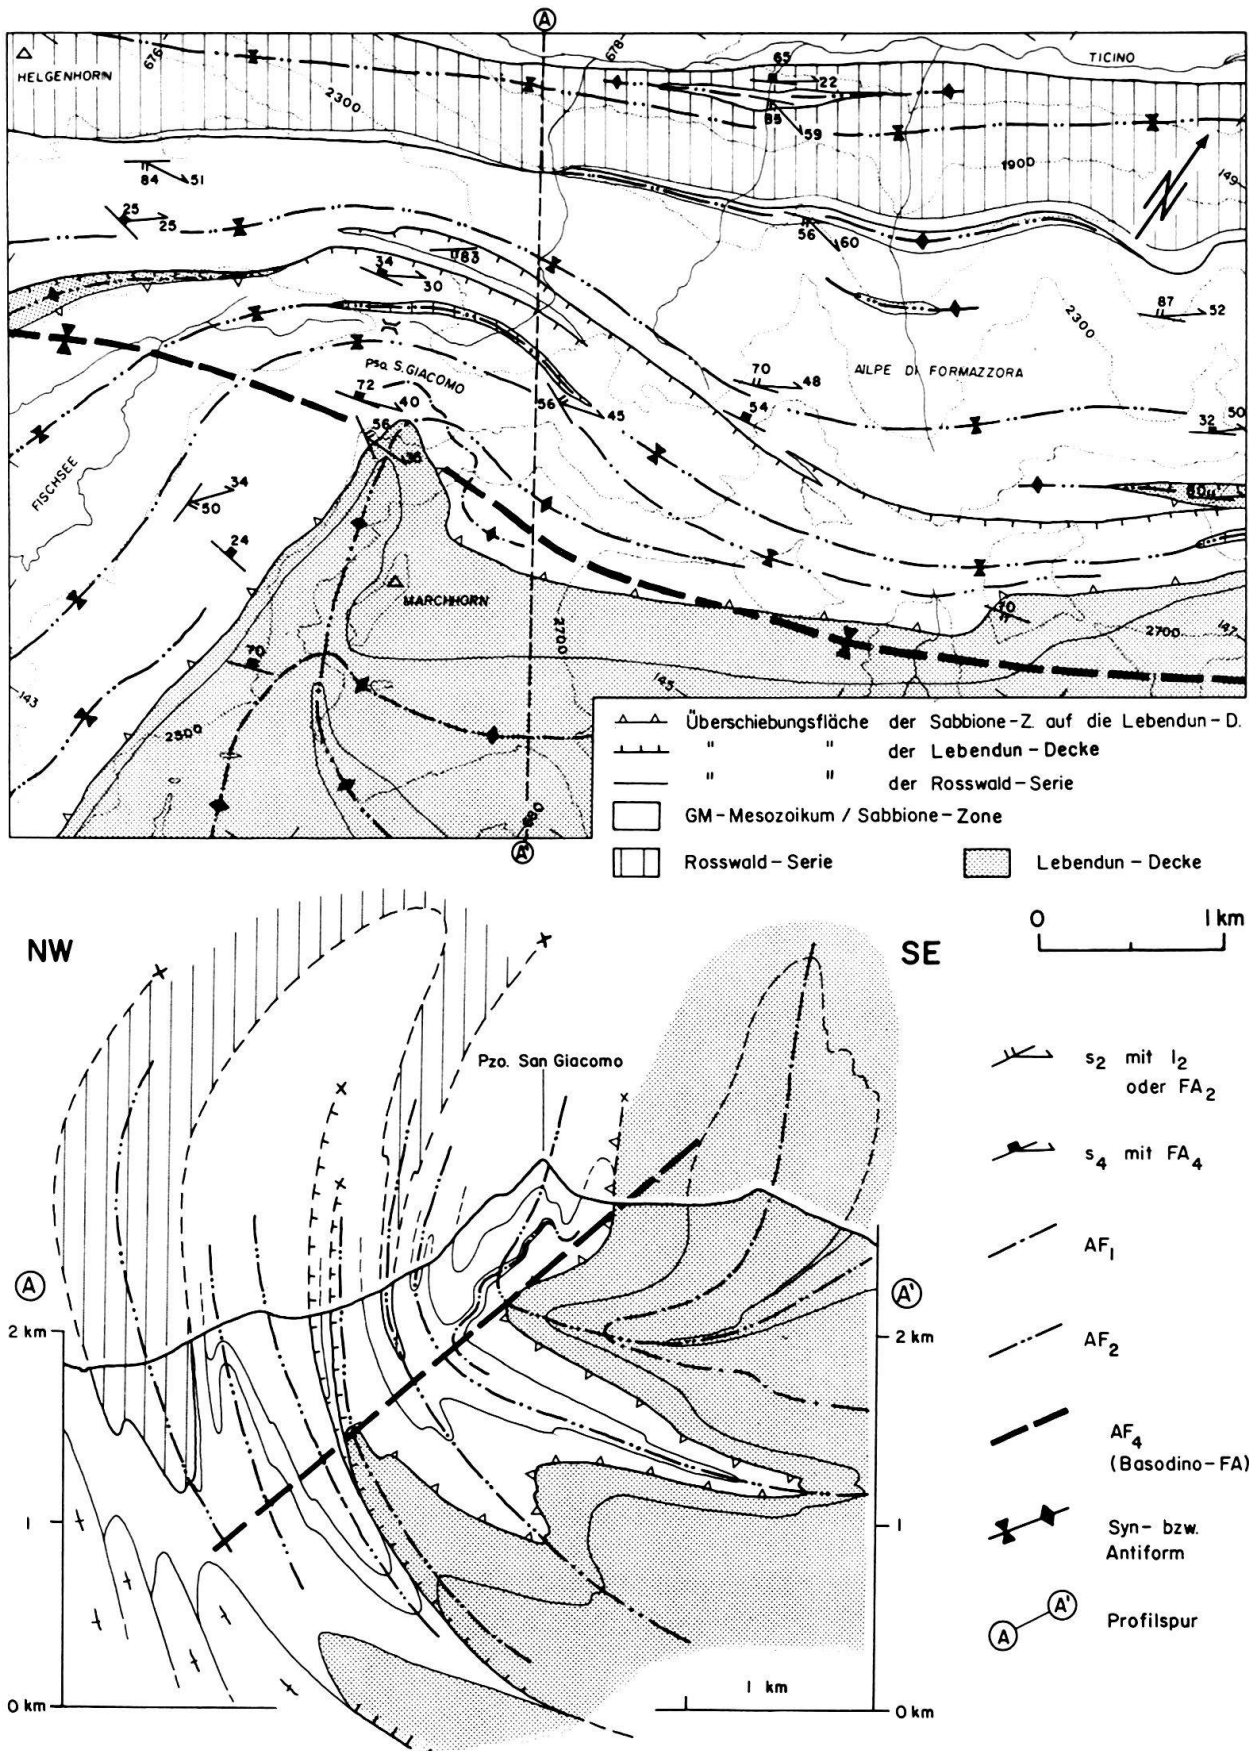 A
HELGENHORN
676
678
65
22
TICINO
2300
85
59
1900
149
84
51
25
25
56
60
83
34
30
87
52
2300
Psa. S. GIACOMO
72
40
56
45
70
48
54
ALPE DI FORMAZZORA
32
50
56
FISCHSEE
34
50
24
MARCHHORN
70
2700
2700
147
143
70
2500
145
680
A'
Überschiebungsfläche der Sabbione-Z. auf die Lebendun-D.
" " der Lebendun-Decke
" " der Rosswald-Serie
GM-Mesozoikum / Sabbione-Zone
Rosswald-Serie
Lebendun-Decke
0 1 km
NW
SE
Pzo. San Giacomo
A
A'
2 km
2 km
1
1
0 km
1 km
0 km
s2 mit l2
oder FA2
s4 mit FA4
AF1
AF2
AF4
(Basodino-FA)
Syn- bzw.
Antiform
A A' Profilspur